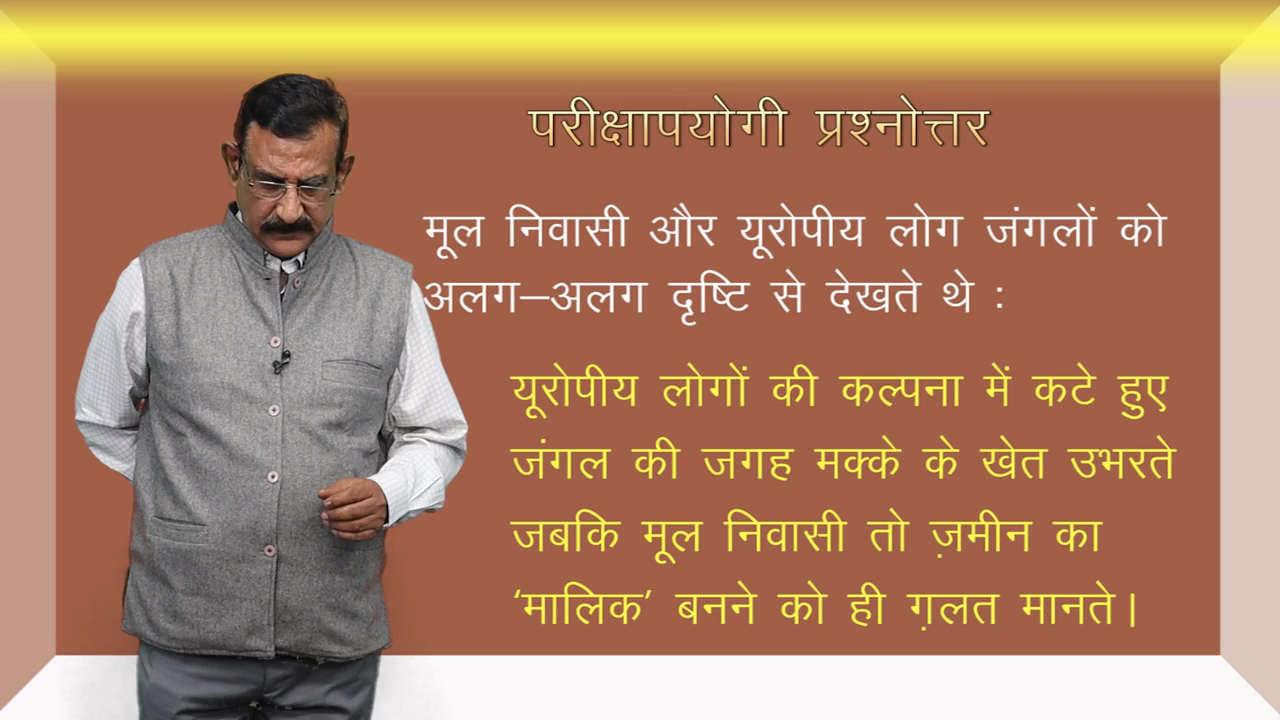 परीक्षापयोगी प्रश्नोत्तर
मूल निवासी और यूरोपीय लोग जंगलों को
अलग–अलग दृष्टि से देखते थे :
यूरोपीय लोगों की कल्पना में कटे हुए
जंगल की जगह मक्के के खेत उभरते
जबकि मूल निवासी तो ज़मीन का
‘मालिक’ बनने को ही ग़लत मानते।